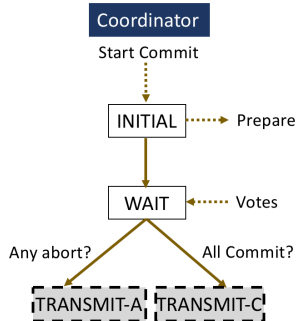 Coordinator
Start Commit
INITIAL
Prepare
WAIT
Votes
Any abort?
All Commit?
TRANSMIT-A
TRANSMIT-C